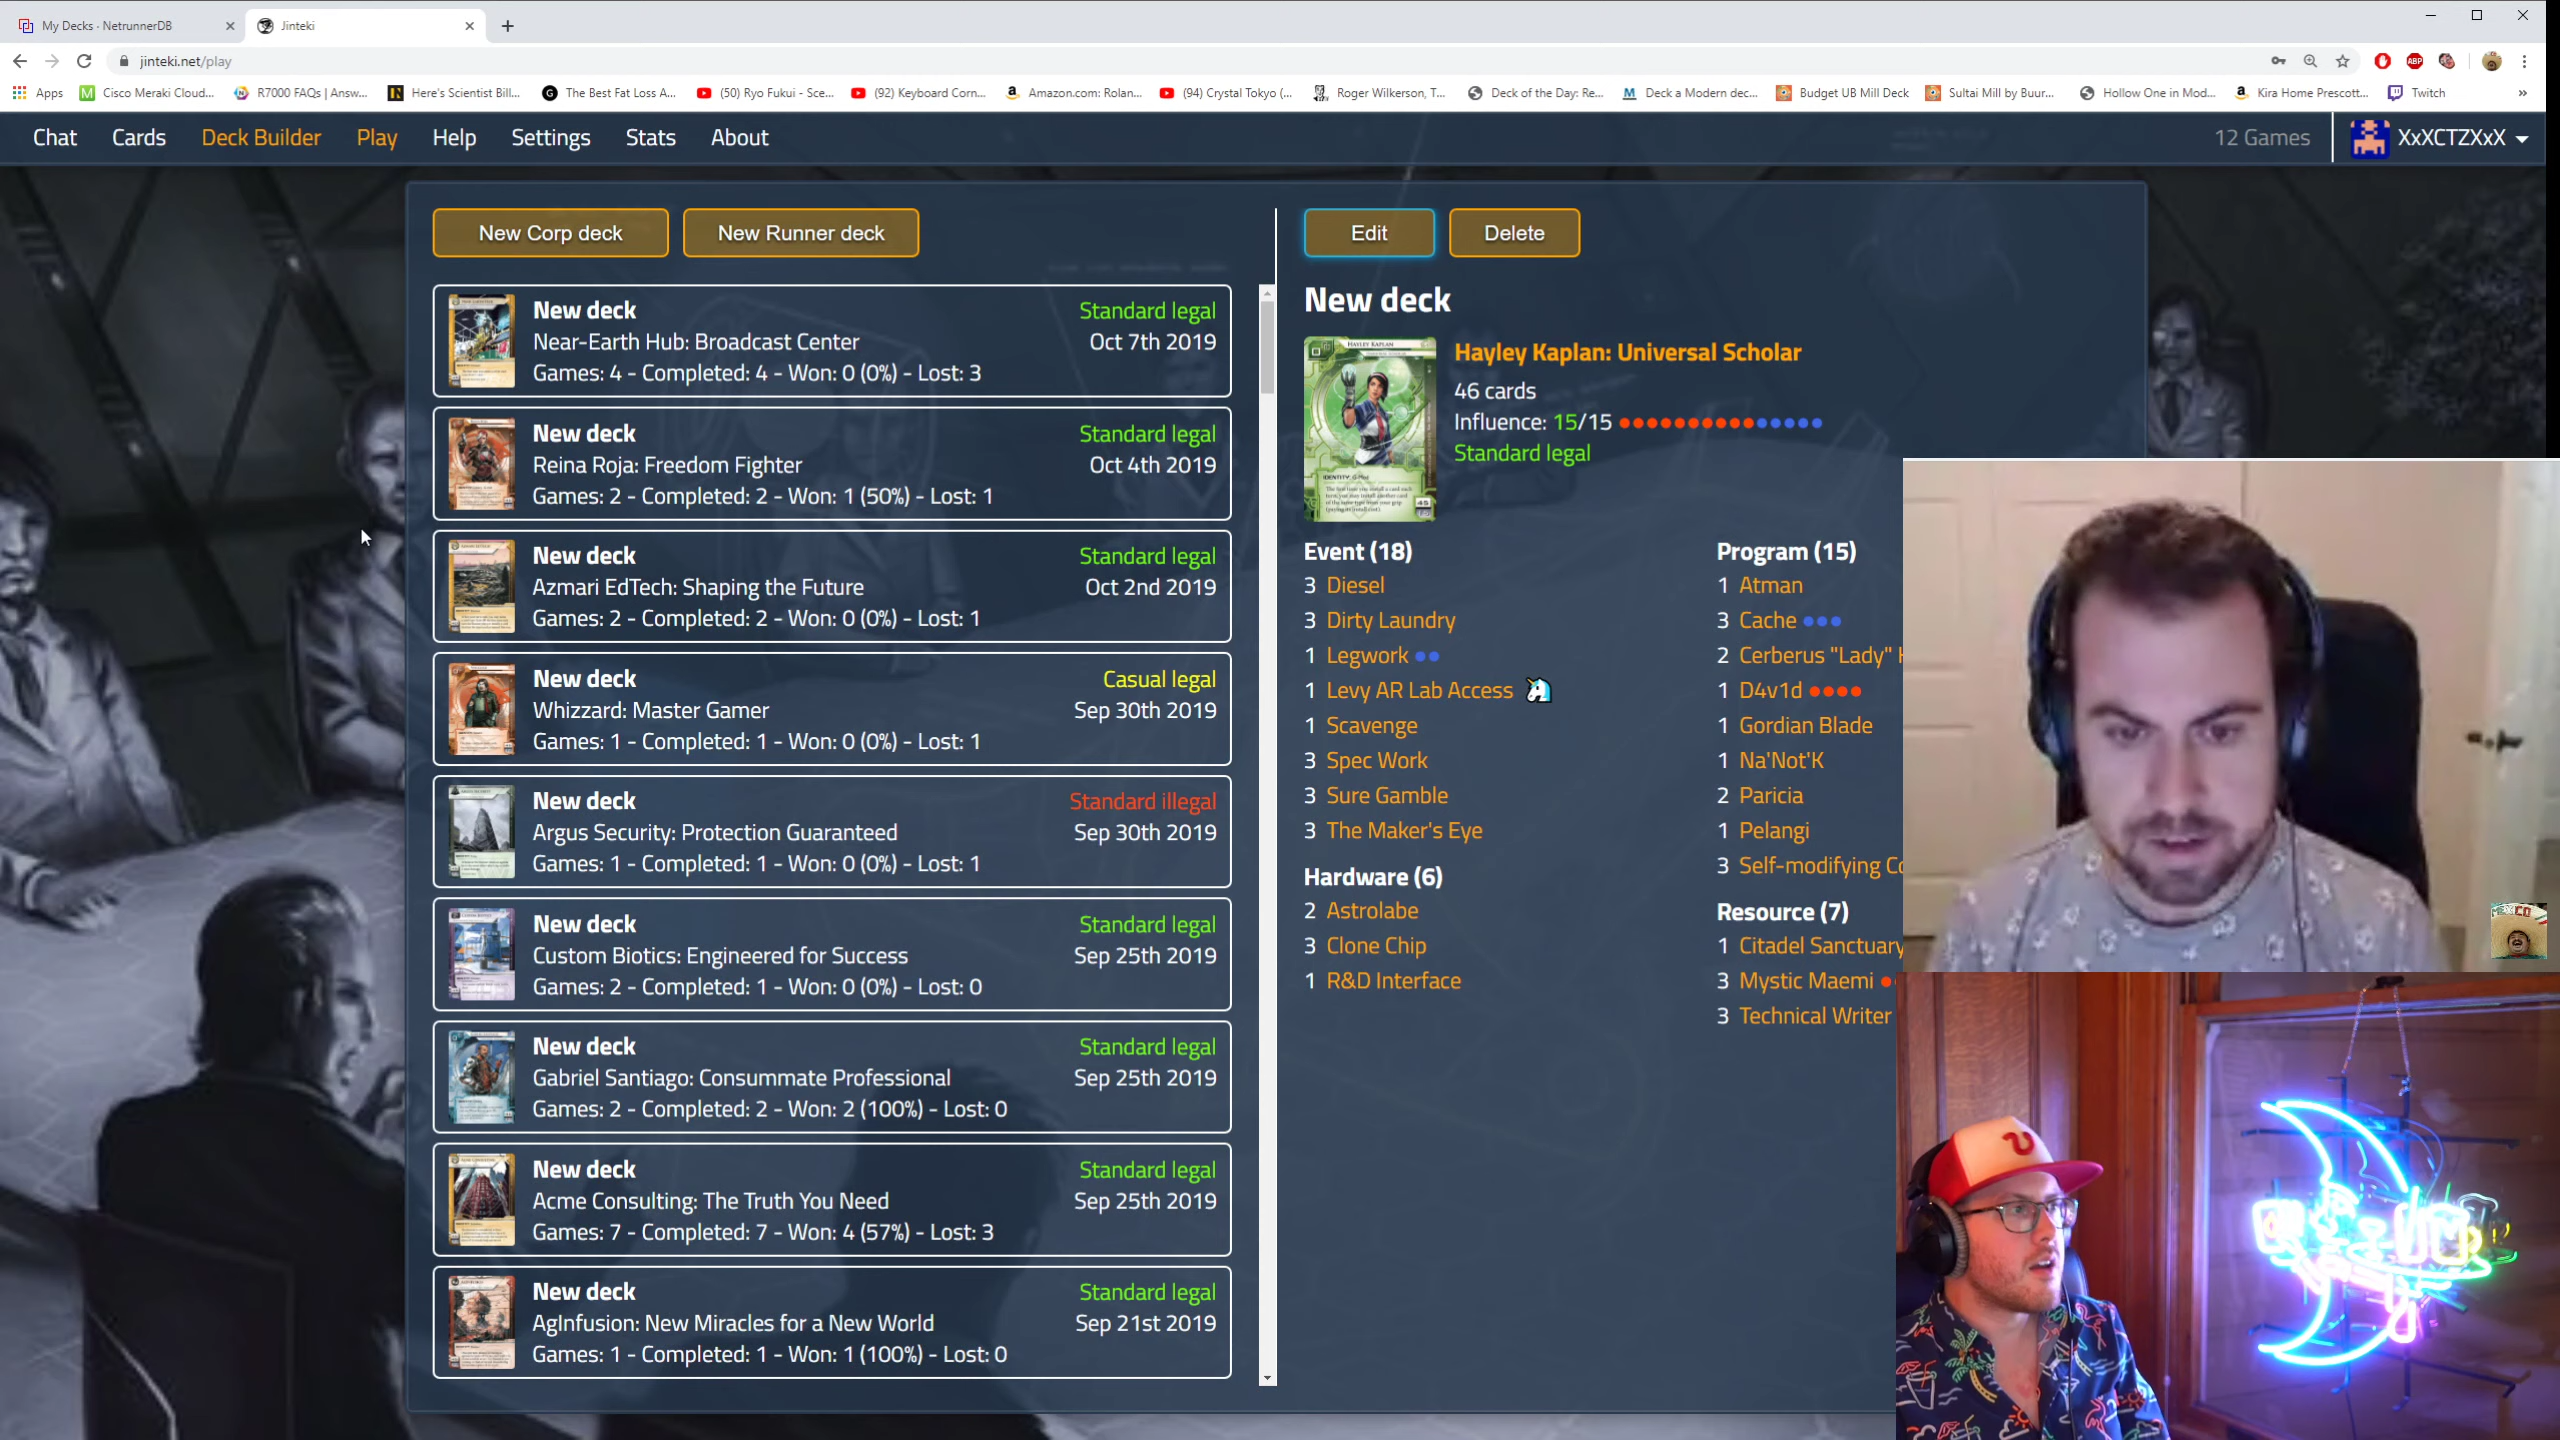 My Decks · NetrunnerDB
Jinteki
jinteki.net/play
Apps
Cisco Meraki Cloud...
R7000 FAQs | Answ...
Here's Scientist Bill...
The Best Fat Loss A...
(50) Ryo Fukui - Sce...
(92) Keyboard Corn...
Amazon.com: Rolan...
(94) Crystal Tokyo (...
Roger Wilkerson, T...
Deck of the Day: Re...
Deck a Modern dec...
Budget UB Mill Deck
Sultai Mill by Buur...
Hollow One in Mod...
Kira Home Prescott...
Twitch
Chat Cards Deck Builder Play Help Settings Stats About
12 Games
XxXCTZXxX
New Corp deck
New Runner deck
New deck
Standard legal
Near-Earth Hub: Broadcast Center
Oct 7th 2019
Games: 4 - Completed: 4 - Won: 0 (0%) - Lost: 3
New deck
Standard legal
Reina Roja: Freedom Fighter
Oct 4th 2019
Games: 2 - Completed: 2 - Won: 1 (50%) - Lost: 1
New deck
Standard legal
Azmari EdTech: Shaping the Future
Oct 2nd 2019
Games: 2 - Completed: 2 - Won: 0 (0%) - Lost: 1
New deck
Casual legal
Whizzard: Master Gamer
Sep 30th 2019
Games: 1 - Completed: 1 - Won: 0 (0%) - Lost: 1
New deck
Standard illegal
Argus Security: Protection Guaranteed
Sep 30th 2019
Games: 1 - Completed: 1 - Won: 0 (0%) - Lost: 1
New deck
Standard legal
Custom Biotics: Engineered for Success
Sep 25th 2019
Games: 2 - Completed: 1 - Won: 0 (0%) - Lost: 0
New deck
Standard legal
Gabriel Santiago: Consummate Professional
Sep 25th 2019
Games: 2 - Completed: 2 - Won: 2 (100%) - Lost: 0
New deck
Standard legal
Acme Consulting: The Truth You Need
Sep 25th 2019
Games: 7 - Completed: 7 - Won: 4 (57%) - Lost: 3
New deck
Standard legal
AgInfusion: New Miracles for a New World
Sep 21st 2019
Games: 1 - Completed: 1 - Won: 1 (100%) - Lost: 0
Edit
Delete
New deck
HAYLEY KAPLAN
Hayley Kaplan: Universal Scholar
46 cards
Influence: 15/15
Standard legal
Event (18)
3 Diesel
3 Dirty Laundry
1 Legwork
1 Levy AR Lab Access
1 Scavenge
3 Spec Work
3 Sure Gamble
3 The Maker's Eye
Hardware (6)
2 Astrolabe
3 Clone Chip
1 R&D Interface
Program (15)
1 Atman
3 Cache
2 Cerberus "Lady"
1 D4v1d
1 Gordian Blade
1 Na'Not'K
2 Paricia
1 Pelangi
3 Self-modifying Co
Resource (7)
1 Citadel Sanctuary
3 Mystic Maemi
3 Technical Writer
ABP
MEXCO